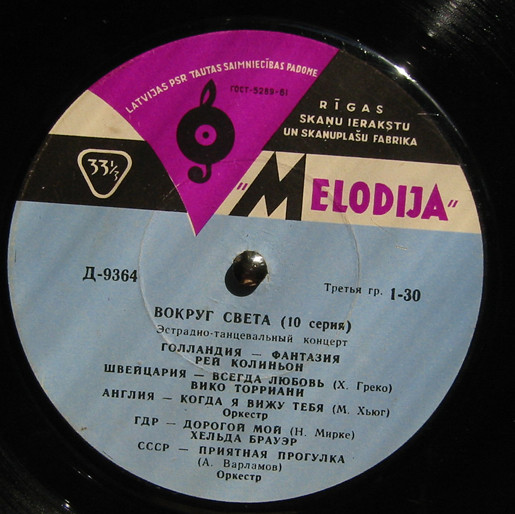 LATVIJAS PSR TAUTAS SAIMNIECĪBAS PADOME
ГОСТ-5289-61
RĪGAS
SKAŅU IERAKSTU
UN SKAŅUPLAŠU FABRIKA
33⅓
"MELODIJA"
Д-9364
Третья гр. 1-30
ВОКРУГ СВЕТА (10 серия)
Эстрадно-танцевальный концерт
ГОЛЛАНДИЯ — ФАНТАЗИЯ
РЕЙ КОЛИНЬОН
ШВЕЙЦАРИЯ — ВСЕГДА ЛЮБОВЬ (Х. Греко)
ВИКО ТОРРИАНИ
АНГЛИЯ — КОГДА Я ВИЖУ ТЕБЯ (М. Хьюг)
Оркестр
ГДР — ДОРОГОЙ МОЙ (Н. Мирке)
ХЕЛЬДА БРАУЭР
СССР — ПРИЯТНАЯ ПРОГУЛКА
(А. Варламов)
Оркестр